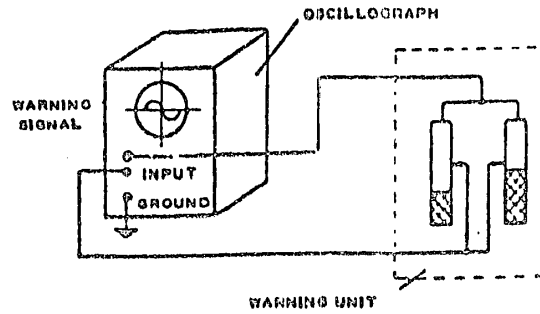 OSCILLOGRAPH
WARNING
SIGNAL
INPUT
GROUND
WARNING UNIT